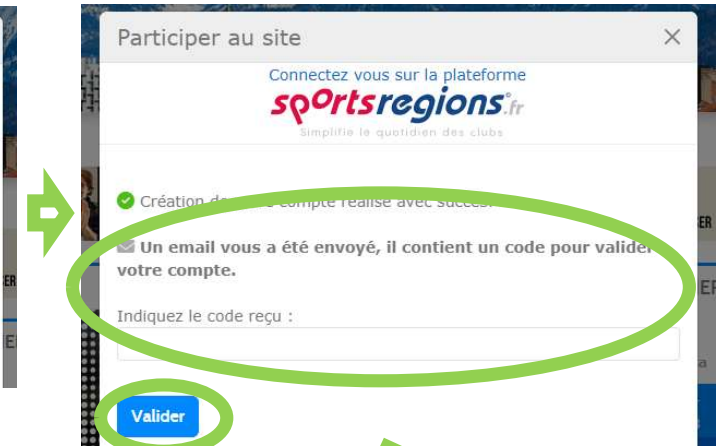 Participer au site
Connectez vous sur la plateforme
sportsregions.fr
Simplifie le quotidien des clubs
Création de compte réalisé avec succès
Un email vous a été envoyé, il contient un code pour valider
votre compte.
Indiquez le code reçu :
Valider